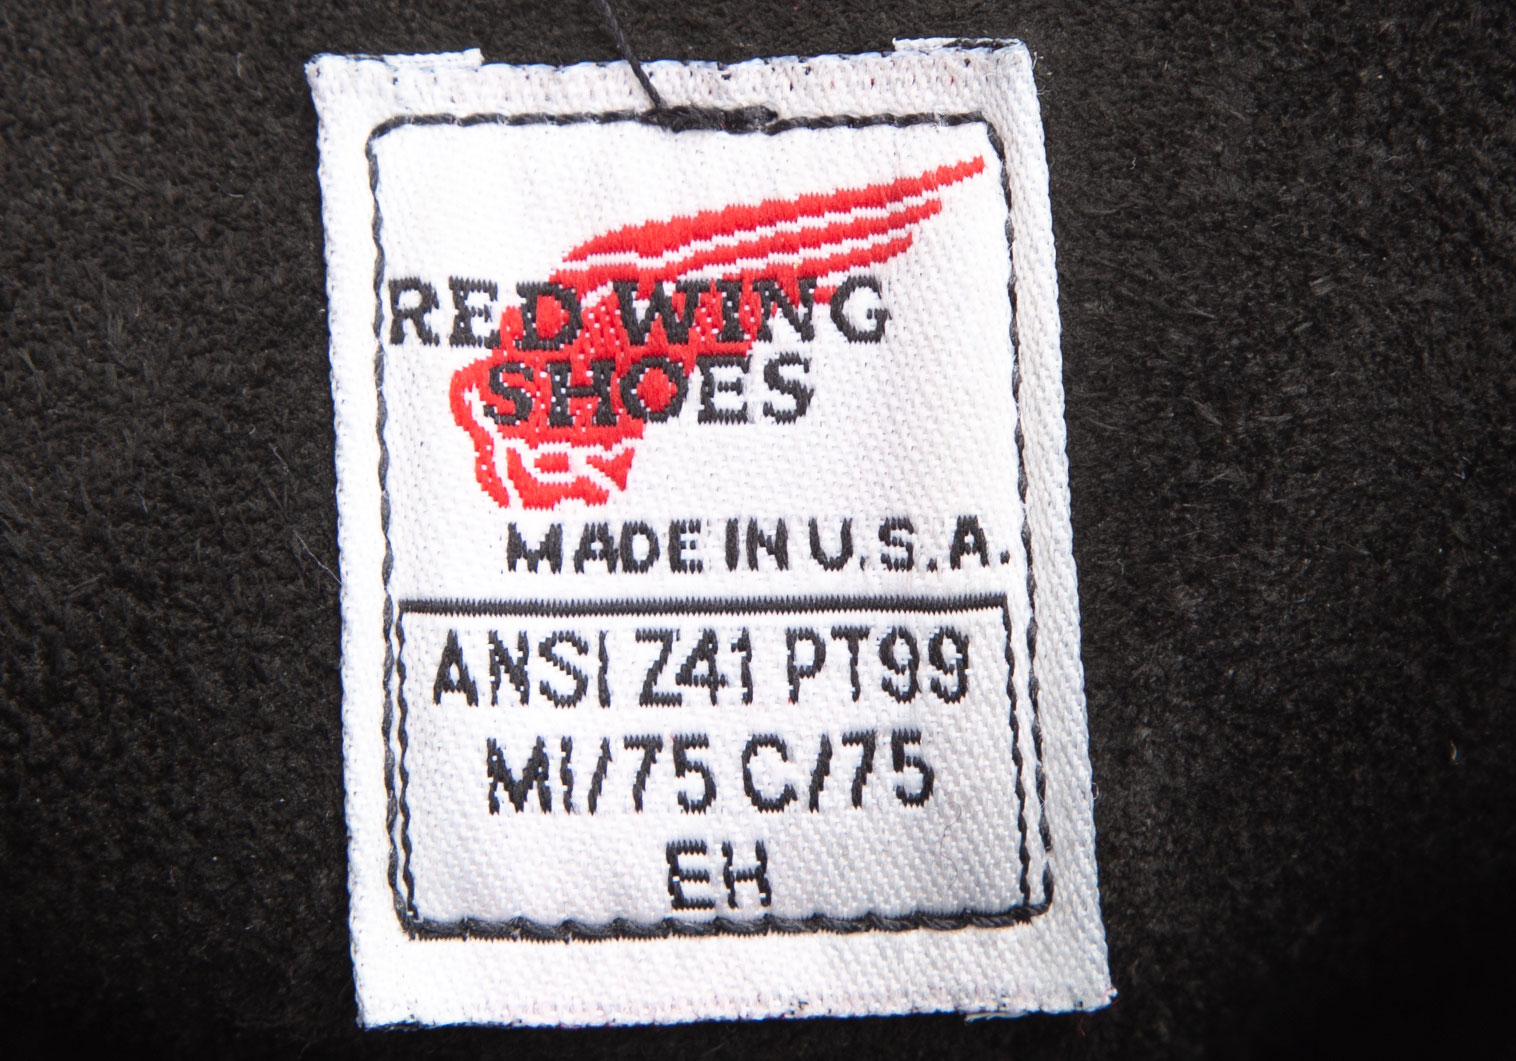 RED WING
SHOES
MADE IN U.S.A.
ANSI Z41 PT99
MI/75 C/75
EH